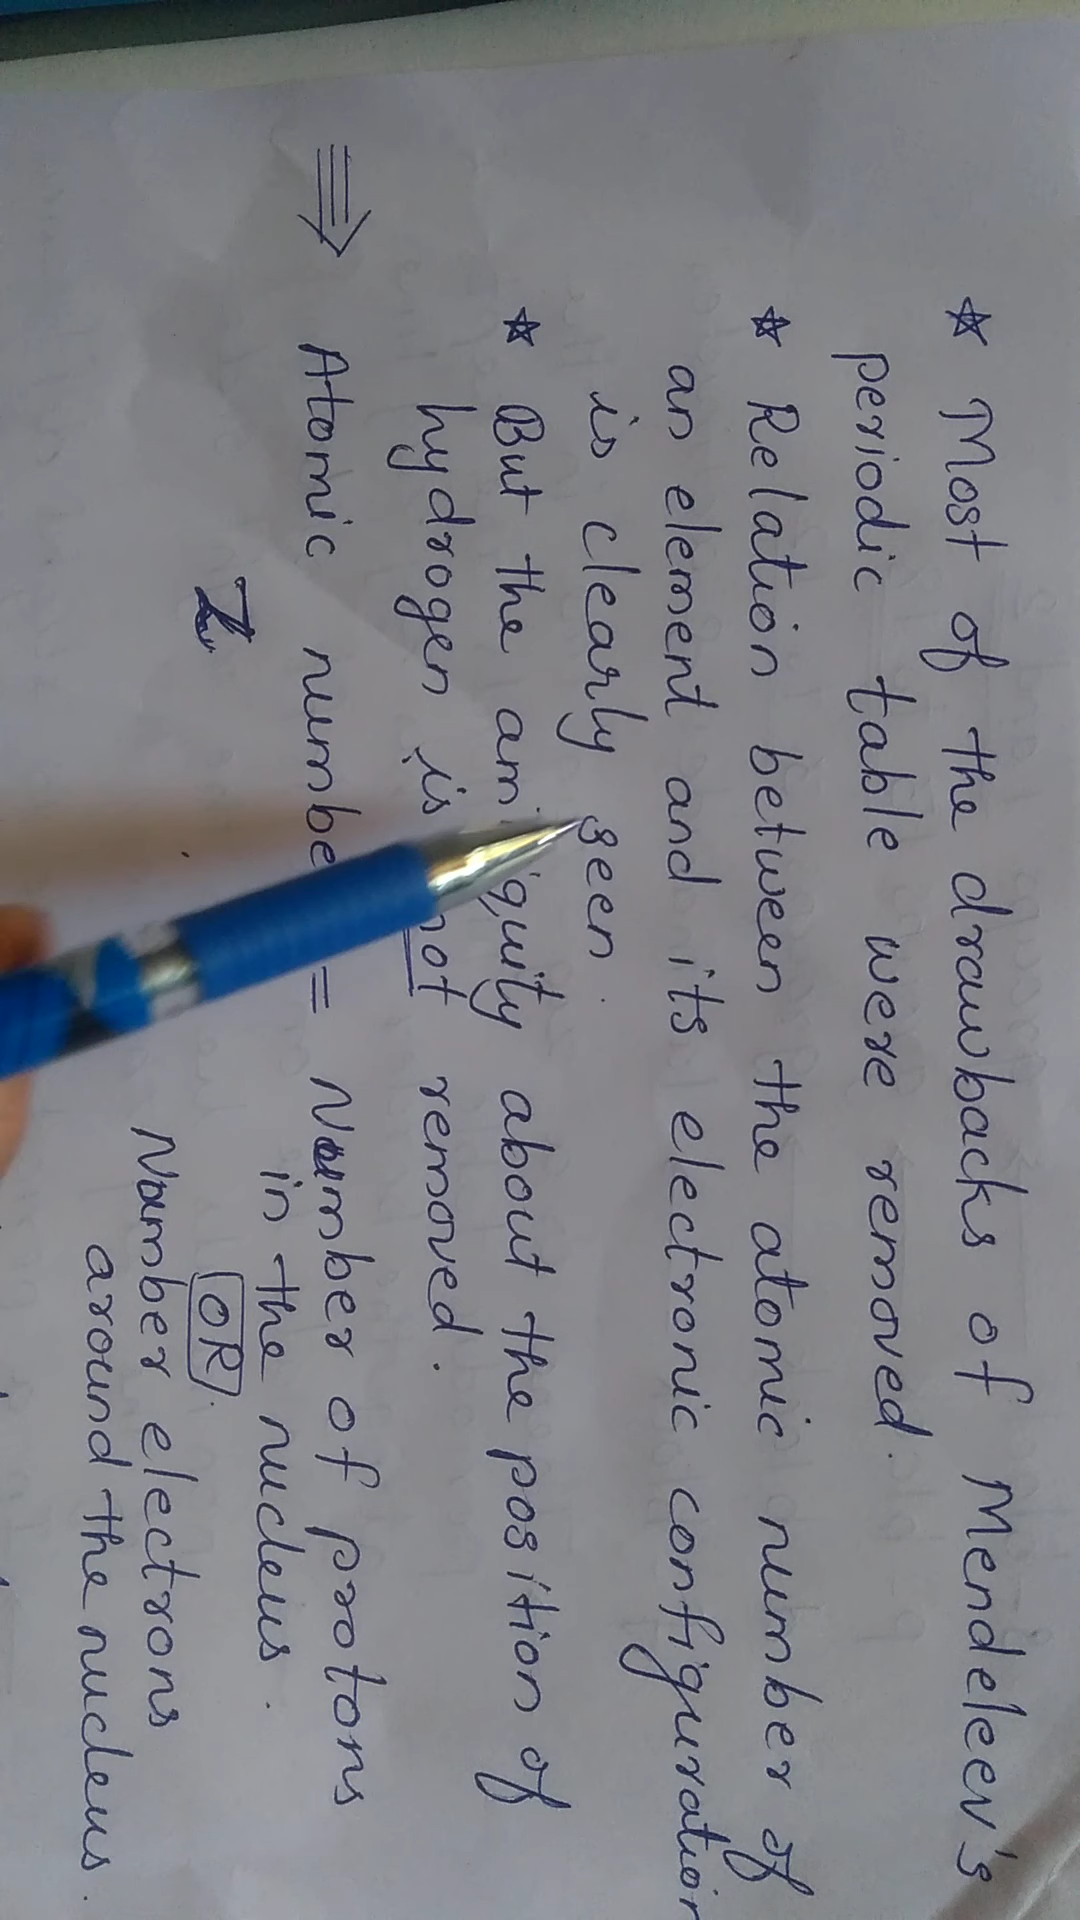 ☆ Most of the drawbacks of Mendeleev's
periodic table were removed.
☆ Relation between the atomic number of
an element and its electronic configuration
is clearly seen.
☆ But the ambiguity about the position of
hydrogen is not removed.
⇒ Atomic number = Number of protons
in the nucleus.
Z
OR
Number electrons
around the nucleus.